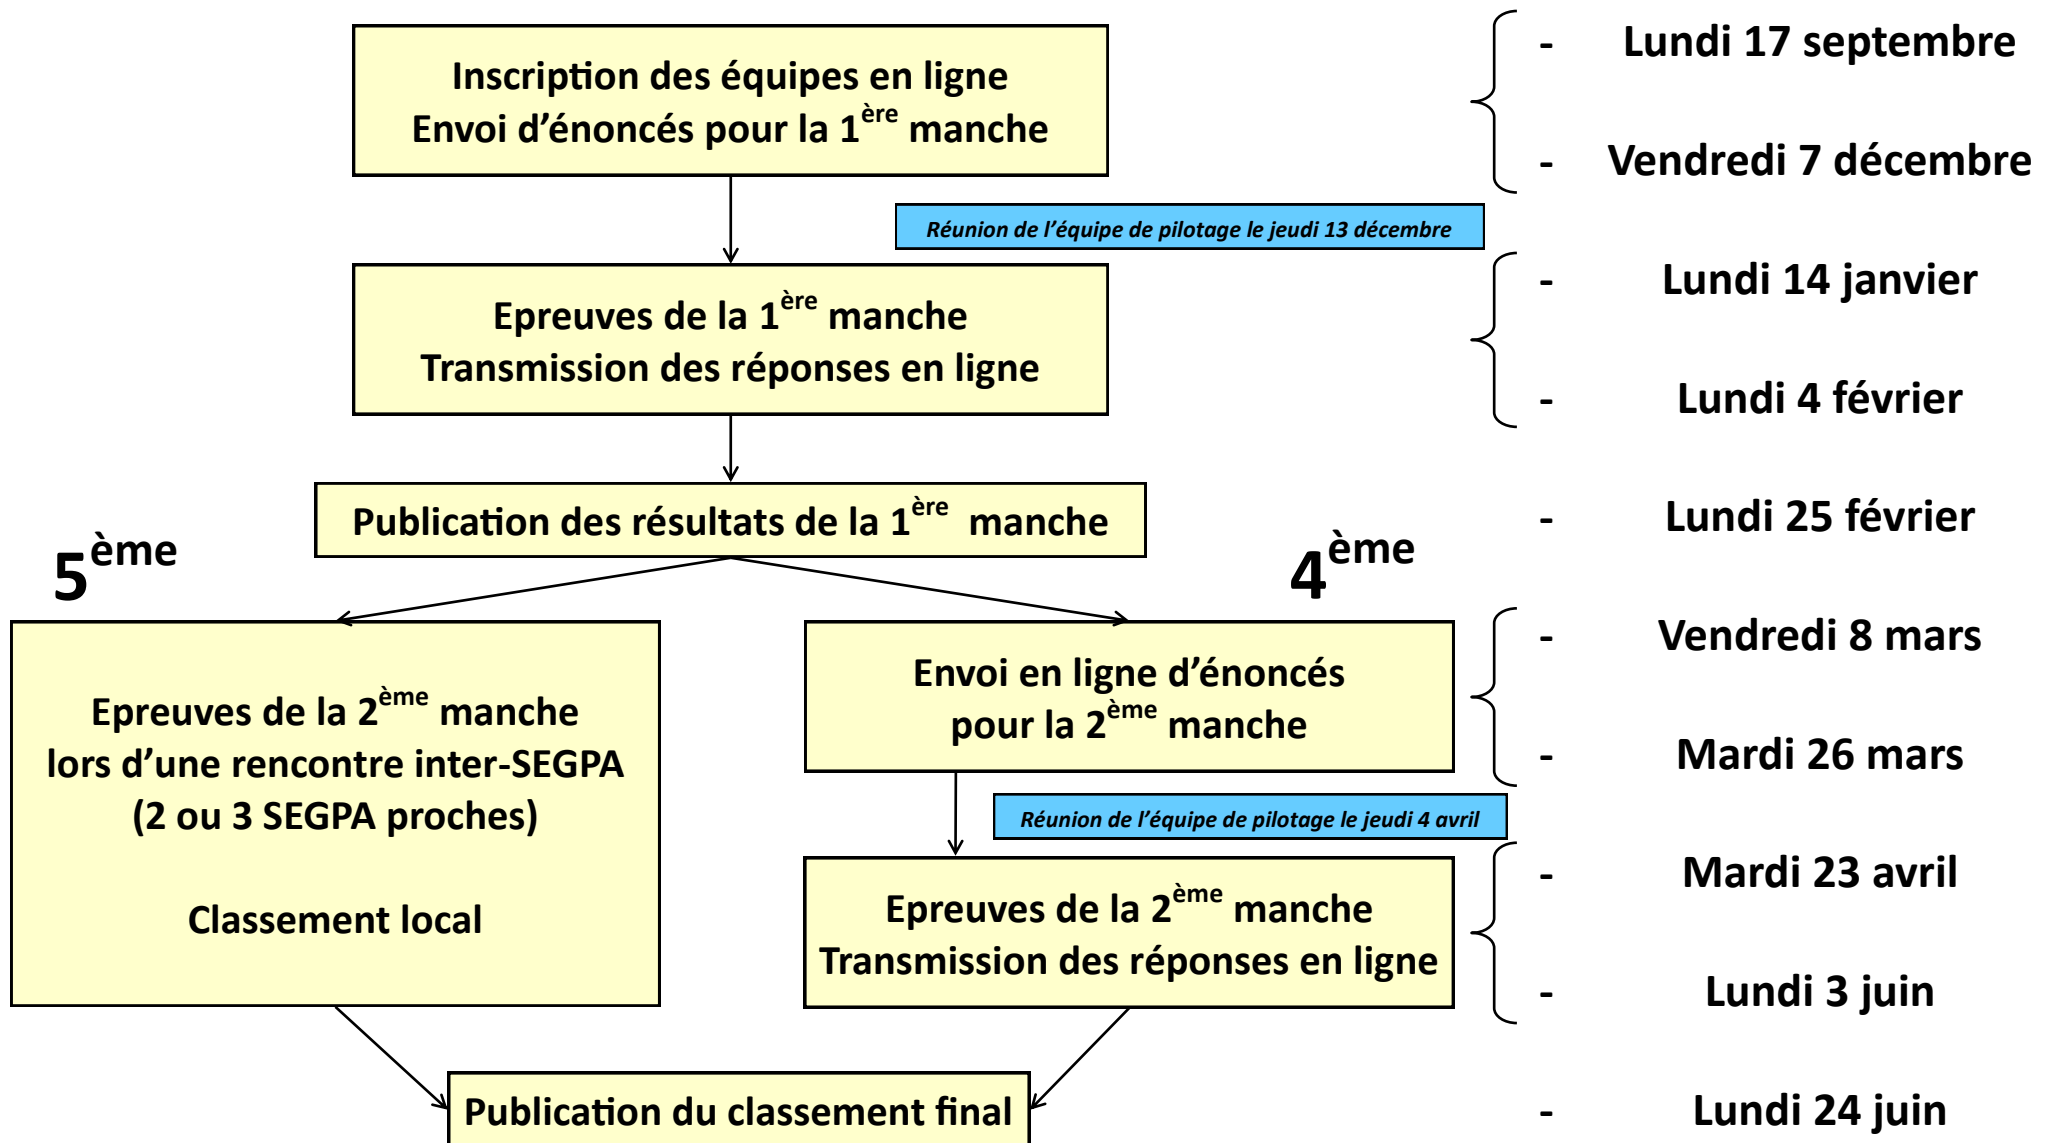 Inscription des équipes en ligne
Envoi d'énoncés pour la 1ère manche
- Lundi 17 septembre
- Vendredi 7 décembre
Réunion de l'équipe de pilotage le jeudi 13 décembre
Epreuves de la 1ère manche
Transmission des réponses en ligne
- Lundi 14 janvier
- Lundi 4 février
Publication des résultats de la 1ère manche
- Lundi 25 février
5ème
4ème
Epreuves de la 2ème manche
lors d'une rencontre inter-SEGPA
(2 ou 3 SEGPA proches)
Classement local
Envoi en ligne d'énoncés
pour la 2ème manche
- Vendredi 8 mars
- Mardi 26 mars
Réunion de l'équipe de pilotage le jeudi 4 avril
Epreuves de la 2ème manche
Transmission des réponses en ligne
- Mardi 23 avril
- Lundi 3 juin
Publication du classement final
- Lundi 24 juin